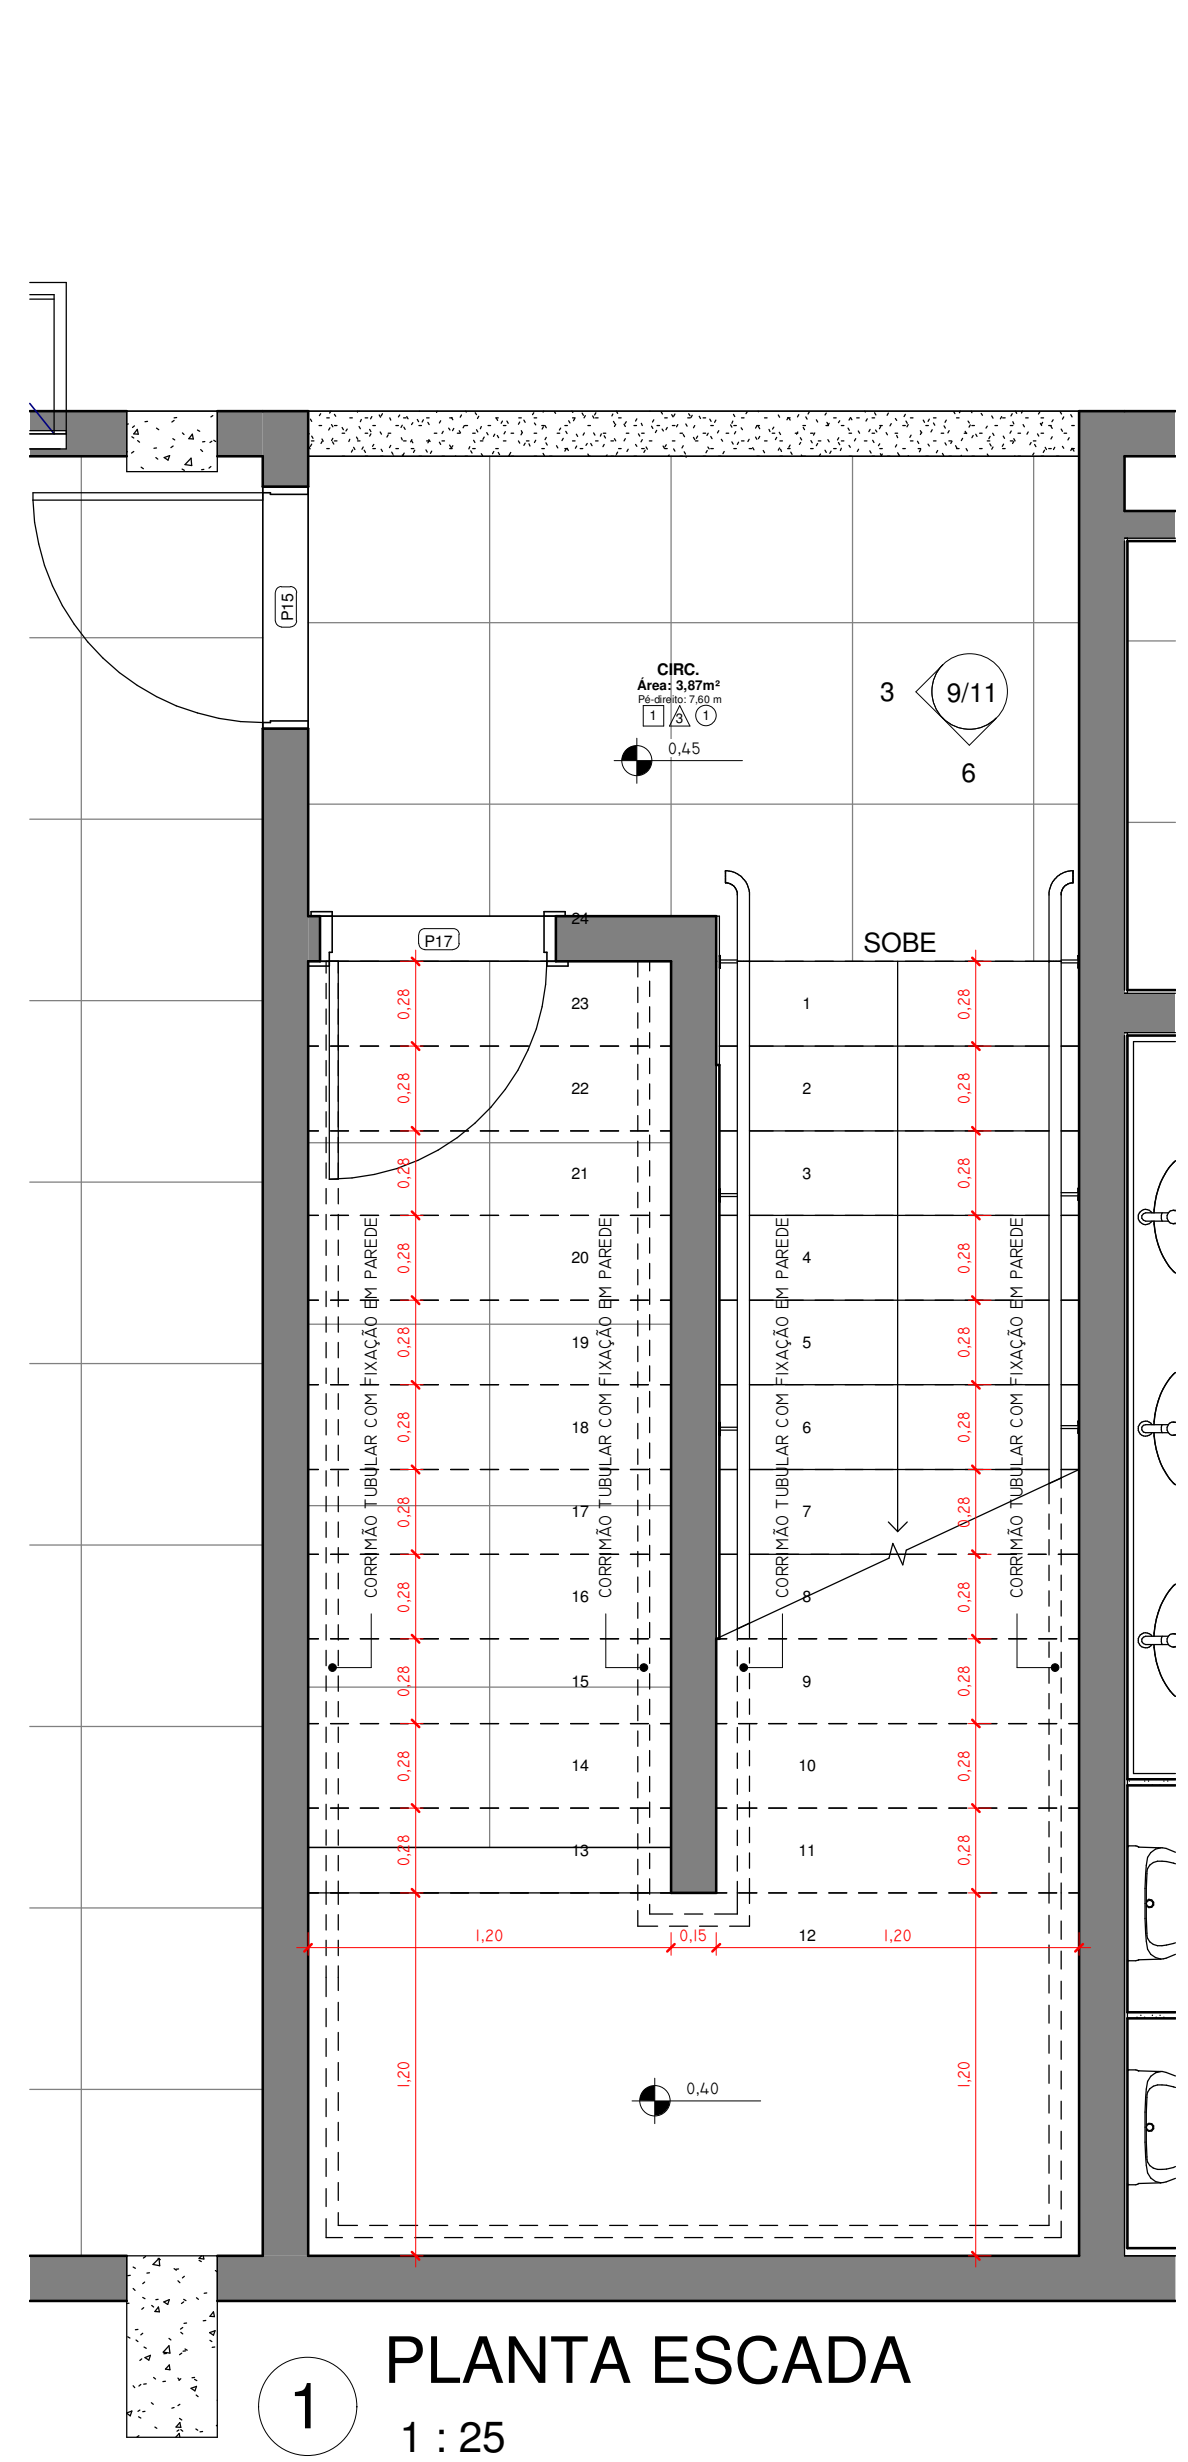 P15
CIRC.
Área: 3,87m²
Pé-direito: 7,60 m
1 3 1
0,45
3 9/11
6
SOBE
P17
24
0,28 23 1 0,28
0,28 22 2 0,28
0,28 21 3 0,28
0,28 20 4 0,28
0,28 19 5 0,28
0,28 18 6 0,28
0,28 17 7 0,28
0,28 16 8 0,28
0,28 15 9 0,28
0,28 14 10 0,28
0,28 13 11 0,28
CORRIMÃO TUBULAR COM FIXAÇÃO EM PAREDE
CORRIMÃO TUBULAR COM FIXAÇÃO EM PAREDE
CORRIMÃO TUBULAR COM FIXAÇÃO EM PAREDE
CORRIMÃO TUBULAR COM FIXAÇÃO EM PAREDE
1,20 0,15 12 1,20
1,20 1,20
0,40
1 PLANTA ESCADA
1 : 25